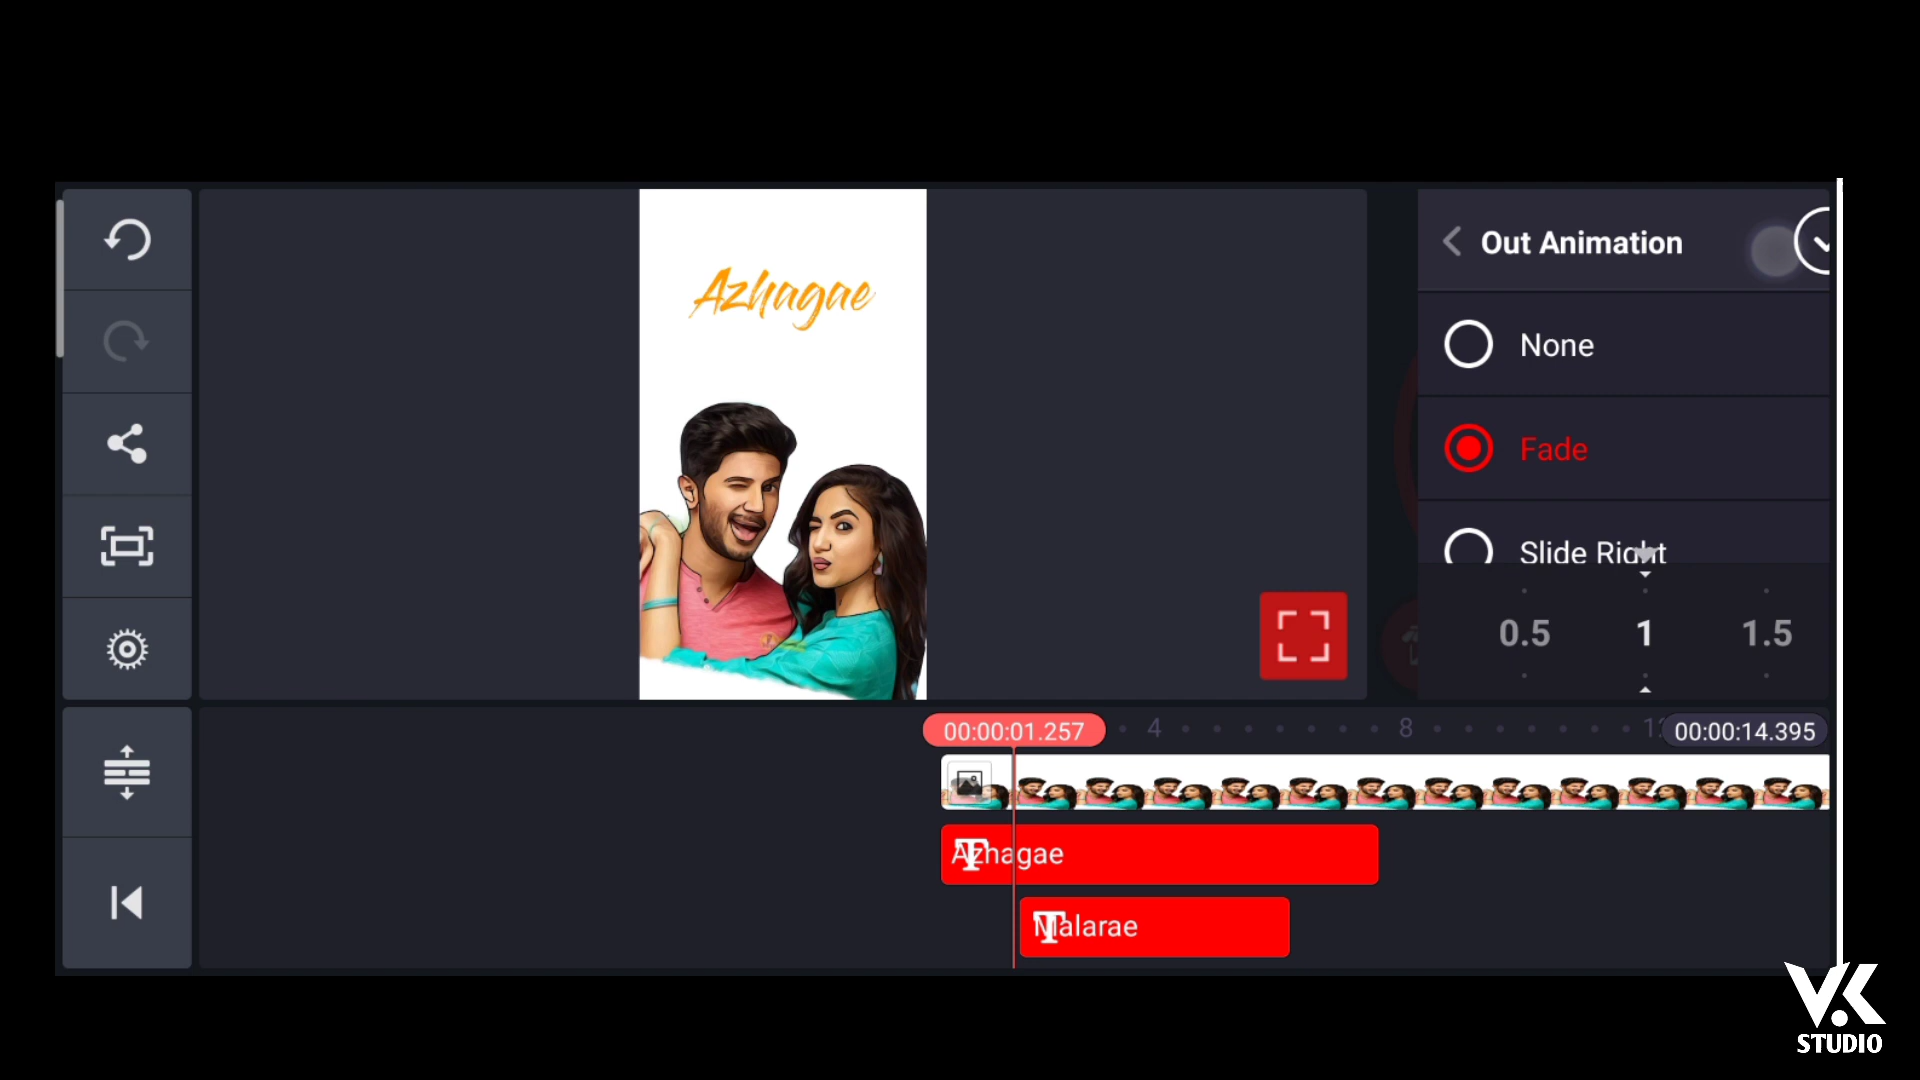 Azhagae
Out Animation
None
Fade
Slide Right
0.5 1 1.5
00:00:01.257 4 8 00:00:14.395
Azhagae
Malarae
VK
STUDIO